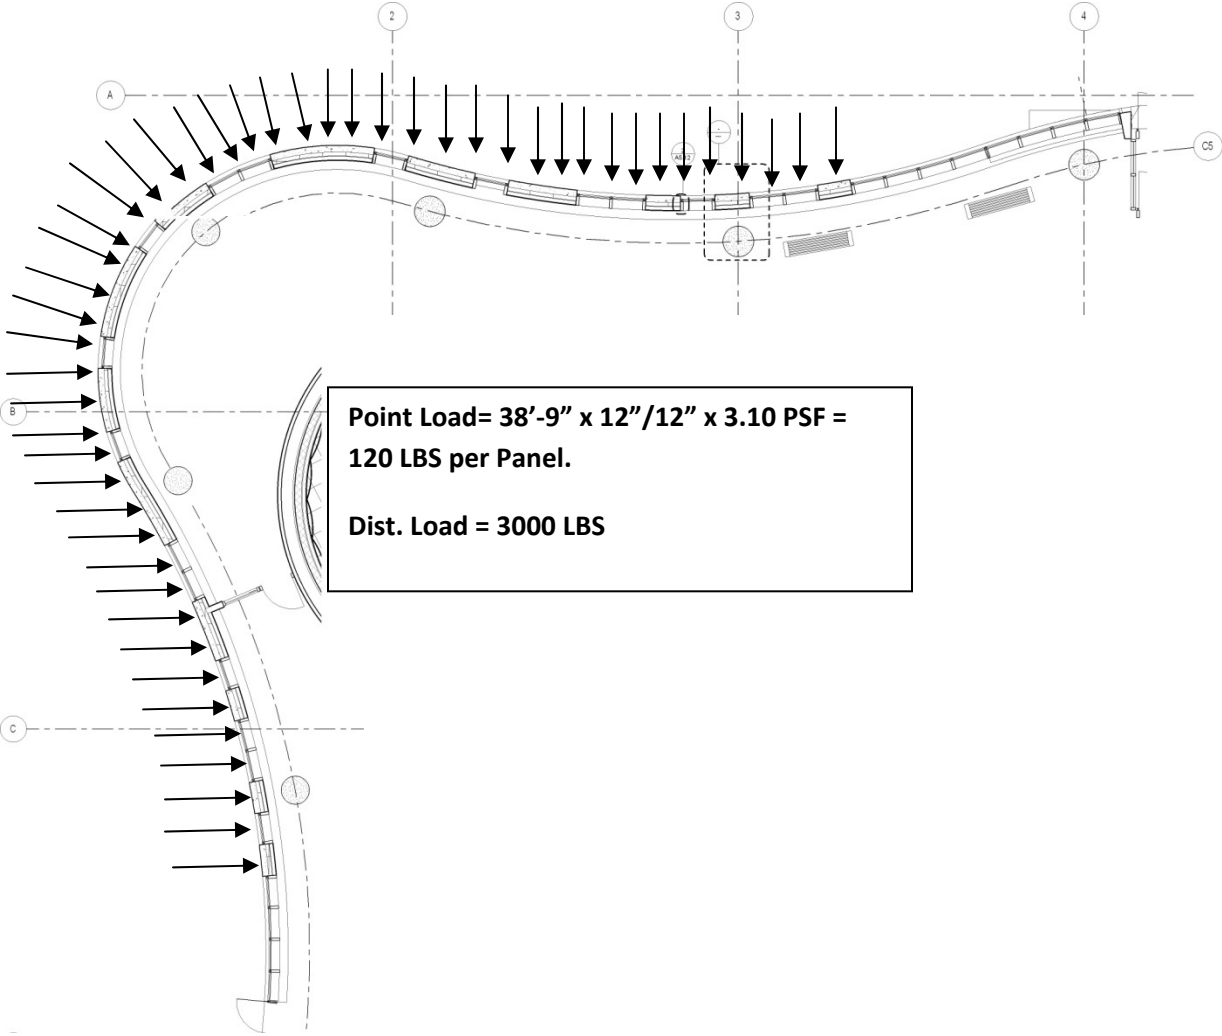 2
3
4
A
C5
B
Point Load= 38’-9” x 12”/12” x 3.10 PSF =
120 LBS per Panel.
Dist. Load = 3000 LBS
C